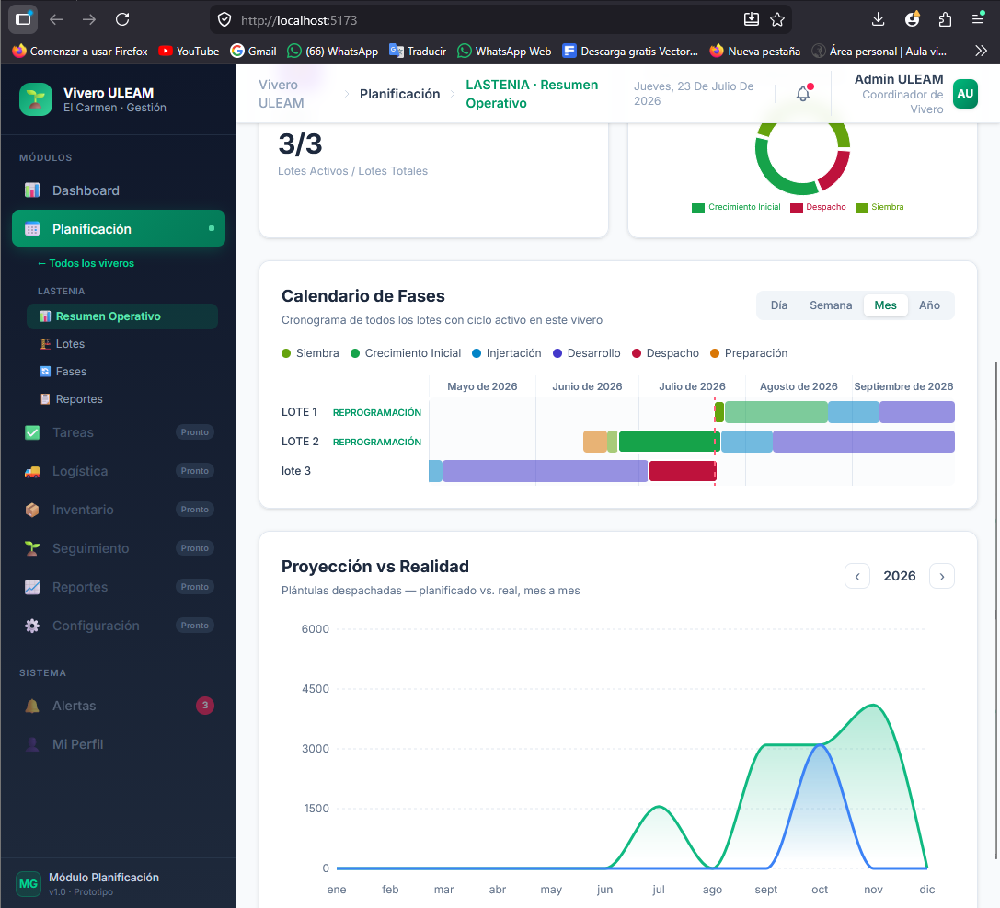 http://localhost:5173
Comenzar a usar Firefox
YouTube
Gmail
(66) WhatsApp
Traducir
WhatsApp Web
Descarga gratis Vector...
Nueva pestaña
Área personal | Aula vi...
Vivero ULEAM
El Carmen · Gestión
MÓDULOS
Dashboard
Planificación
← Todos los viveros
LASTENIA
Resumen Operativo
Lotes
Fases
Reportes
Tareas Pronto
Logística Pronto
Inventario Pronto
Seguimiento Pronto
Reportes Pronto
Configuración Pronto
SISTEMA
Alertas 3
Mi Perfil
MG
Módulo Planificación
v1.0 · Prototipo
Vivero
ULEAM
Planificación
LASTENIA · Resumen
Operativo
Jueves, 23 De Julio De
2026
Admin ULEAM
Coordinador de
Vivero
AU
3/3
Lotes Activos / Lotes Totales
Crecimiento Inicial Despacho Siembra
Calendario de Fases
Cronograma de todos los lotes con ciclo activo en este vivero
Día Semana Mes Año
Siembra Crecimiento Inicial Injertación Desarrollo Despacho Preparación
Mayo de 2026 Junio de 2026 Julio de 2026 Agosto de 2026 Septiembre de 2026
LOTE 1 REPROGRAMACIÓN
LOTE 2 REPROGRAMACIÓN
lote 3
Proyección vs Realidad
Plántulas despachadas — planificado vs. real, mes a mes
‹ 2026 ›
6000
4500
3000
1500
0
ene feb mar abr may jun jul ago sept oct nov dic